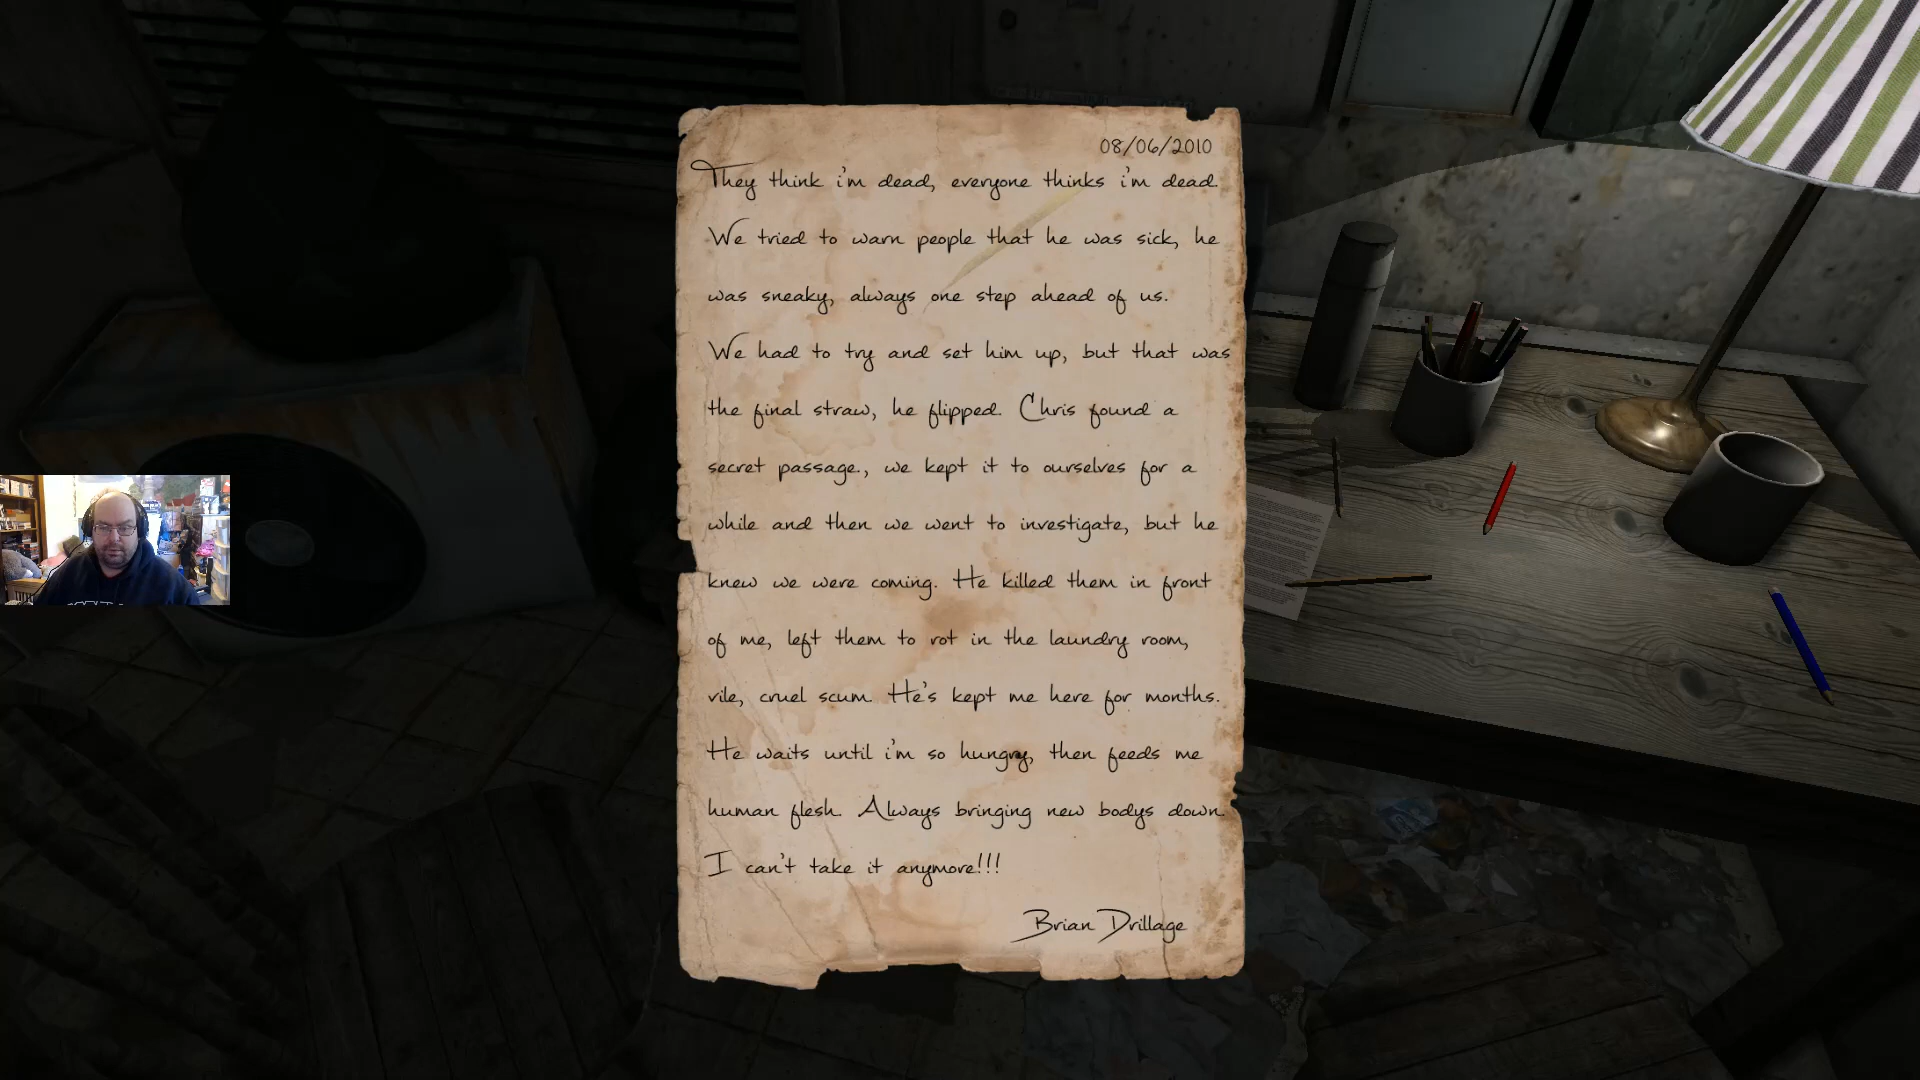 08/06/2010
They think i'm dead, everyone thinks i'm dead.
We tried to warn people that he was sick, he
was sneaky, always one step ahead of us.
We had to try and set him up, but that was
the final straw, he flipped. Chris found a
secret passage., we kept it to ourselves for a
while and then we went to investigate, but he
knew we were coming. He killed them in front
of me, left them to rot in the laundry room,
vile, cruel scum. He's kept me here for months.
He waits until i'm so hungry, then feeds me
human flesh. Always bringing new bodys down.
I can't take it anymore!!!
Brian Drillage